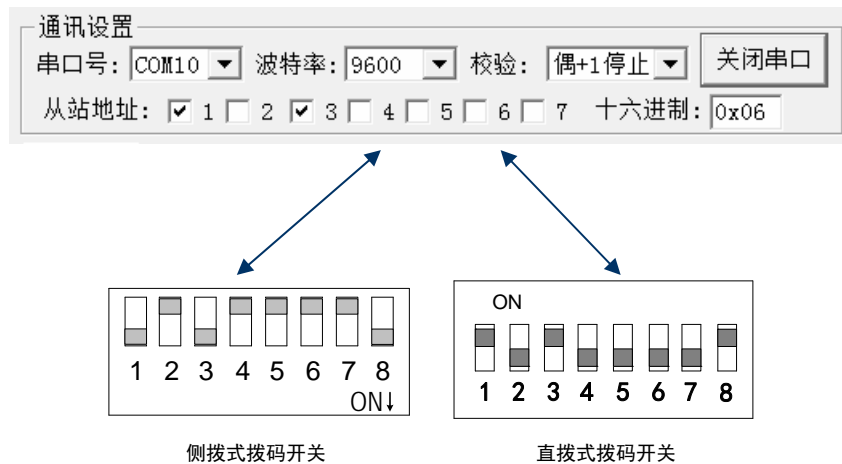 通讯设置
串口号: COM10 波特率: 9600 校验: 偶+1停止 关闭串口
从站地址: 1 2 3 4 5 6 7 十六进制: 0x06
1 2 3 4 5 6 7 8
ON↓
侧拨式拨码开关
ON
1 2 3 4 5 6 7 8
直拨式拨码开关